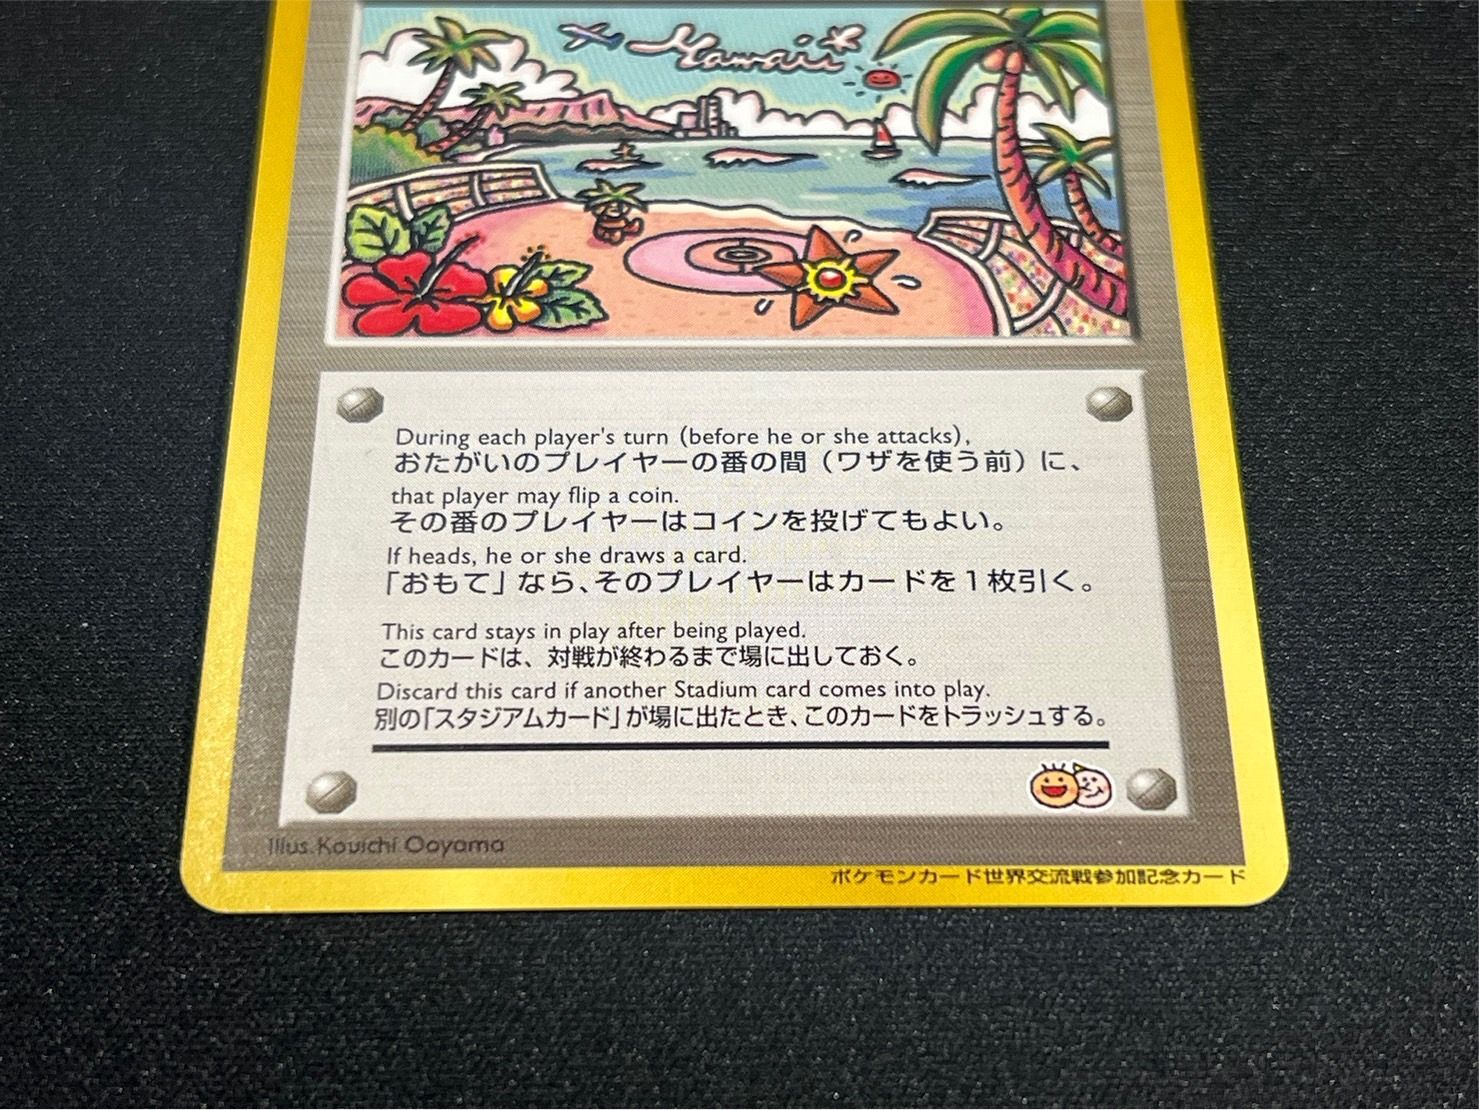 Hawaii
During each player's turn (before he or she attacks),
おたがいのプレイヤーの番の間（ワザを使う前）に、
that player may flip a coin.
その番のプレイヤーはコインを投げてもよい。
If heads, he or she draws a card.
「おもて」なら、そのプレイヤーはカードを１枚引く。
This card stays in play after being played.
このカードは、対戦が終わるまで場に出しておく。
Discard this card if another Stadium card comes into play.
別の「スタジアムカード」が場に出たとき、このカードをトラッシュする。
Illus. Kouichi Ooyama
ポケモンカード世界交流戦参加記念カード